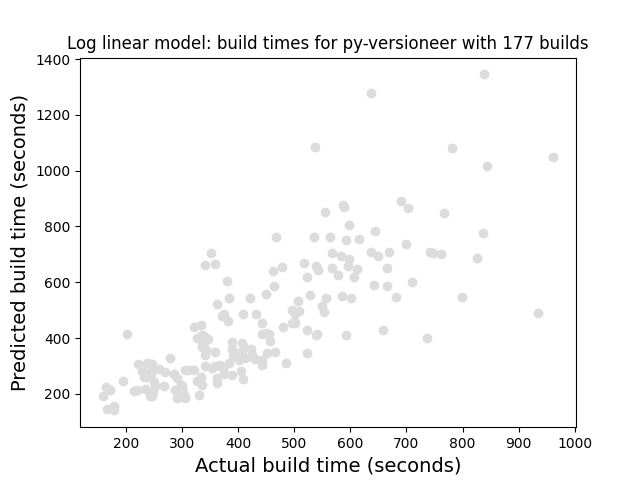 Log linear model: build times for py-versioneer with 177 builds
1400
1200
1000
800
600
400
200
Predicted build time (seconds)
200 300 400 500 600 700 800 900 1000
Actual build time (seconds)